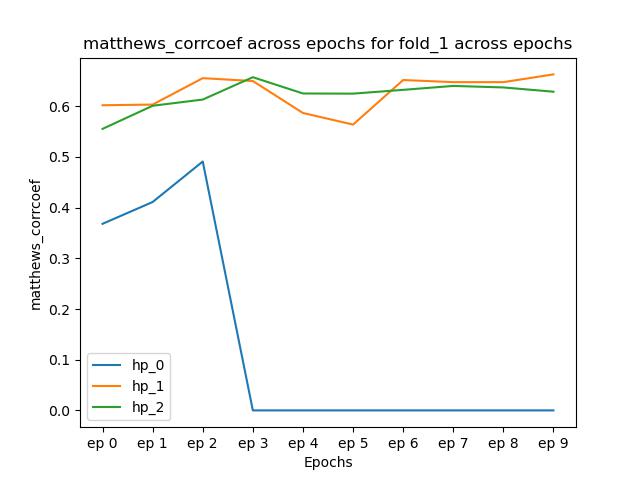 matthews_corrcoef across epochs for fold_1 across epochs
matthews_corrcoef
0.6
0.5
0.4
0.3
0.2
0.1
0.0
hp_0
hp_1
hp_2
ep 0 ep 1 ep 2 ep 3 ep 4 ep 5 ep 6 ep 7 ep 8 ep 9
Epochs